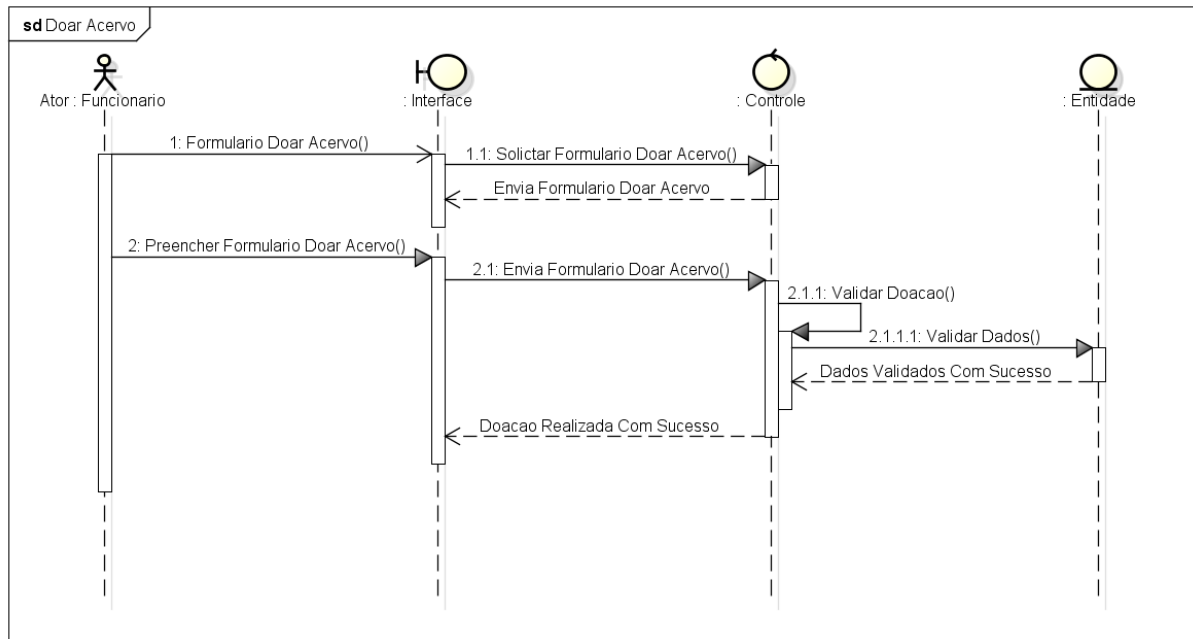 sd Doar Acervo
Ator : Funcionario
: Interface
: Controle
: Entidade
1: Formulario Doar Acervo()
1.1: Solictar Formulario Doar Acervo()
Envia Formulario Doar Acervo
2: Preencher Formulario Doar Acervo()
2.1: Envia Formulario Doar Acervo()
2.1.1: Validar Doacao()
2.1.1.1: Validar Dados()
Dados Validados Com Sucesso
Doacao Realizada Com Sucesso